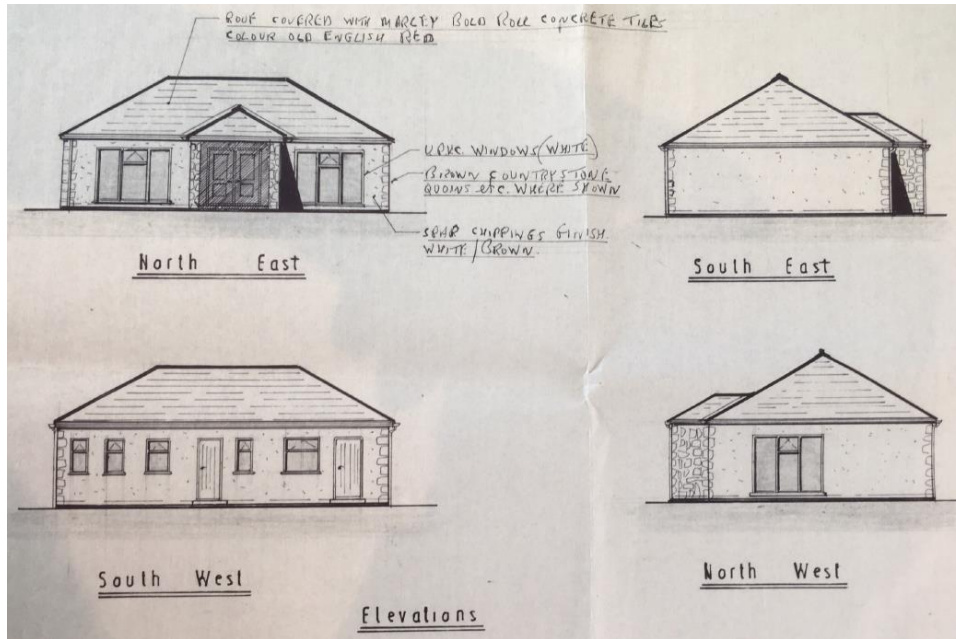 ROOF COVERED WITH MARLEY BOLD ROLL CONCRETE TILE
COLOUR OLD ENGLISH RED
UPVC WINDOWS (WHITE)
BROWN COUNTRYSTONE
QUOINS etc. WHERE SHOWN
SPAR CHIPPINGS FINISH
WHITE / BROWN.
North East
South East
South West
North West
Elevations